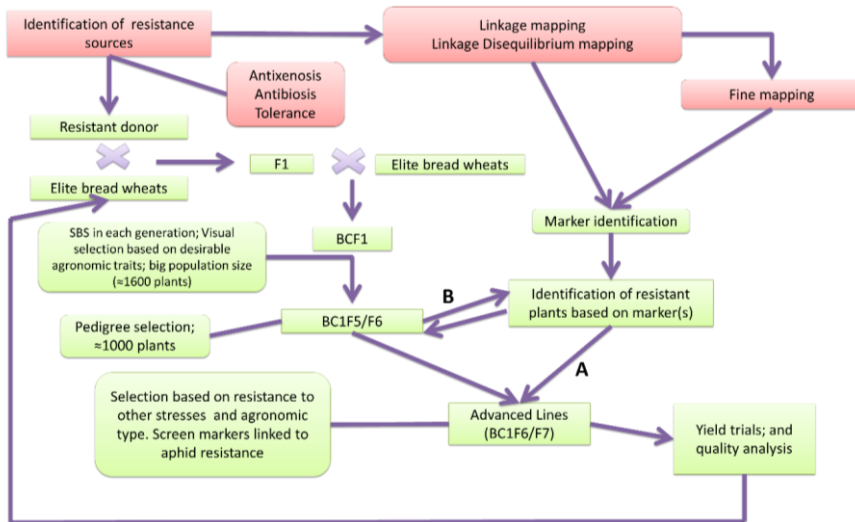 Identification of resistance
sources
Linkage mapping
Linkage Disequilibrium mapping
Antixenosis
Antibiosis
Tolerance
Fine mapping
Resistant donor
F1
Elite bread wheats
Elite bread wheats
Marker identification
SBS in each generation; Visual
selection based on desirable
agronomic traits; big population size
(≈1600 plants)
BCF1
B
Identification of resistant
plants based on marker(s)
BC1F5/F6
Pedigree selection;
≈1000 plants
A
Selection based on resistance to
other stresses and agronomic
type. Screen markers linked to
aphid resistance
Advanced Lines
(BC1F6/F7)
Yield trials; and
quality analysis